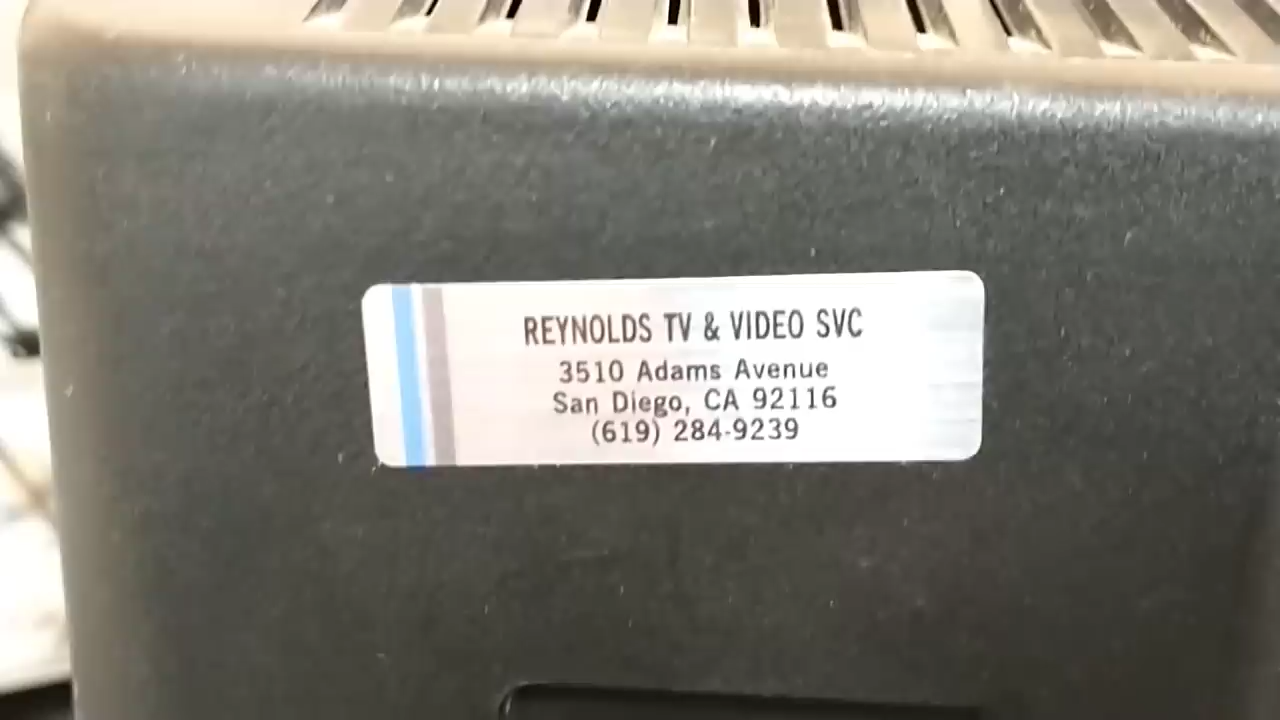 REYNOLDS TV & VIDEO SVC
3510 Adams Avenue
San Diego, CA 92116
(619) 284-9239